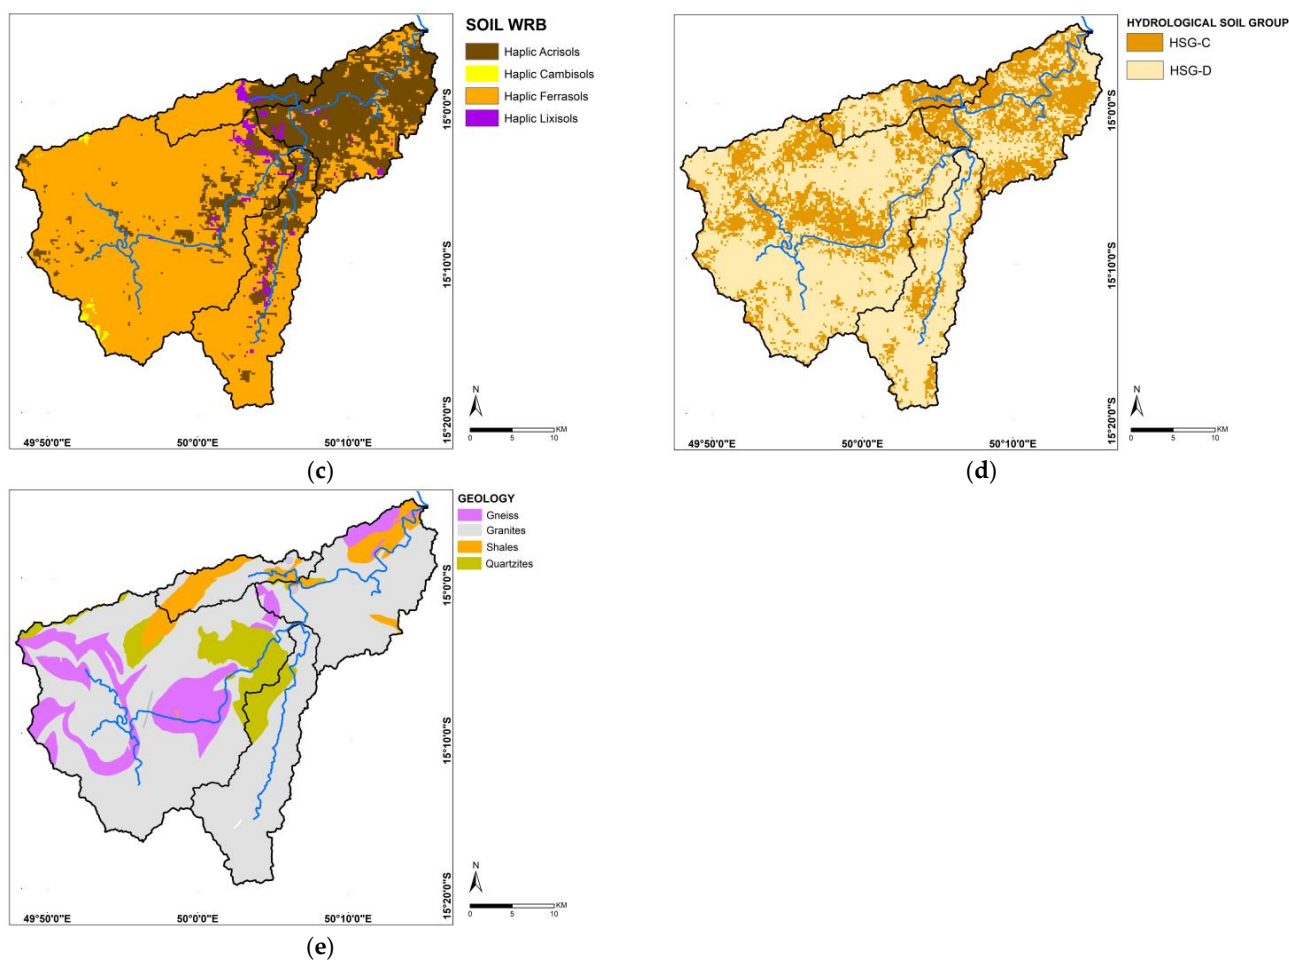 SOIL WRB
Haplic Acrisols
Haplic Cambisols
Haplic Ferrasols
Haplic Lixisols
15°0'0"S
15°10'0"S
15°20'0"S
N
0 5 10 KM
49°50'0"E 50°0'0"E 50°10'0"E
(c)
HYDROLOGICAL SOIL GROUP
HSG-C
HSG-D
15°0'0"S
15°10'0"S
15°20'0"S
N
0 5 10 KM
49°50'0"E 50°0'0"E 50°10'0"E
(d)
GEOLOGY
Gneiss
Granites
Shales
Quartzites
15°0'0"S
15°10'0"S
15°20'0"S
N
0 5 10 KM
49°50'0"E 50°0'0"E 50°10'0"E
(e)